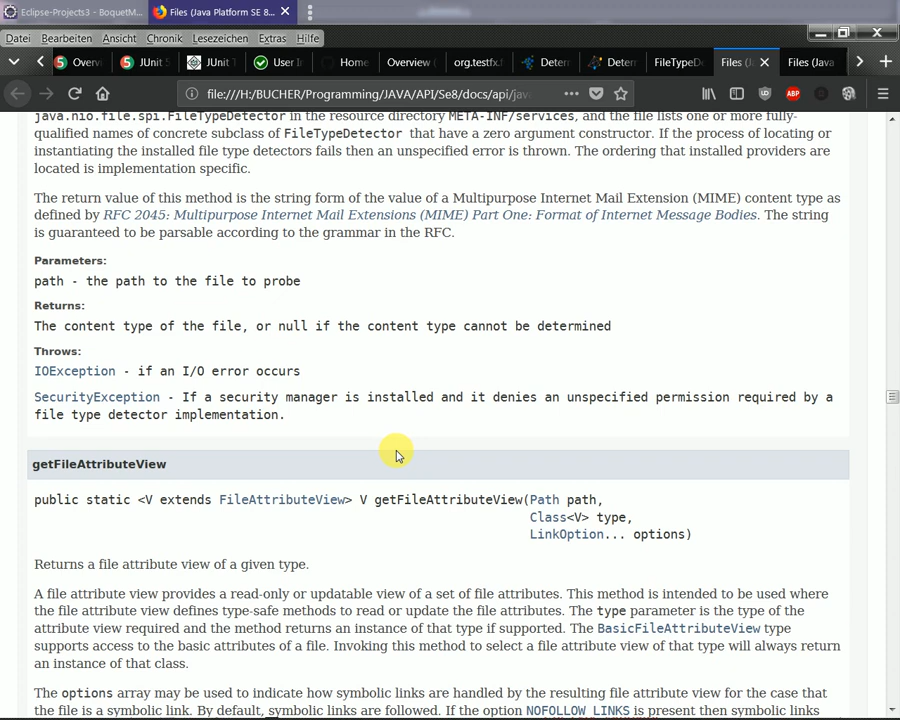 Eclipse-Projects3 - BoquetM...
Files (Java Platform SE 8...
Datei Bearbeiten Ansicht Chronik Lesezeichen Extras Hilfe
Overvi
JUnit 5
JUnit T
User In
Home
Overview (
org.testfx.f
Determ
Determ
FileTypeDe
Files (J
Files (Java
file:///H:/BUCHER/Programming/JAVA/API/Se8/docs/api/jav
ABP
java.nio.file.spi.FileTypeDetector in the resource directory META-INF/services, and the file lists one or more fully-
qualified names of concrete subclass of FileTypeDetector that have a zero argument constructor. If the process of locating or
instantiating the installed file type detectors fails then an unspecified error is thrown. The ordering that installed providers are
located is implementation specific.
The return value of this method is the string form of the value of a Multipurpose Internet Mail Extension (MIME) content type as
defined by RFC 2045: Multipurpose Internet Mail Extensions (MIME) Part One: Format of Internet Message Bodies. The string
is guaranteed to be parsable according to the grammar in the RFC.
Parameters:
path - the path to the file to probe
Returns:
The content type of the file, or null if the content type cannot be determined
Throws:
IOException - if an I/O error occurs
SecurityException - If a security manager is installed and it denies an unspecified permission required by a
file type detector implementation.
getFileAttributeView
public static <V extends FileAttributeView> V getFileAttributeView(Path path,
Class<V> type,
LinkOption... options)
Returns a file attribute view of a given type.
A file attribute view provides a read-only or updatable view of a set of file attributes. This method is intended to be used where
the file attribute view defines type-safe methods to read or update the file attributes. The type parameter is the type of the
attribute view required and the method returns an instance of that type if supported. The BasicFileAttributeView type
supports access to the basic attributes of a file. Invoking this method to select a file attribute view of that type will always return
an instance of that class.
The options array may be used to indicate how symbolic links are handled by the resulting file attribute view for the case that
the file is a symbolic link. By default, symbolic links are followed. If the option NOFOLLOW_LINKS is present then symbolic links